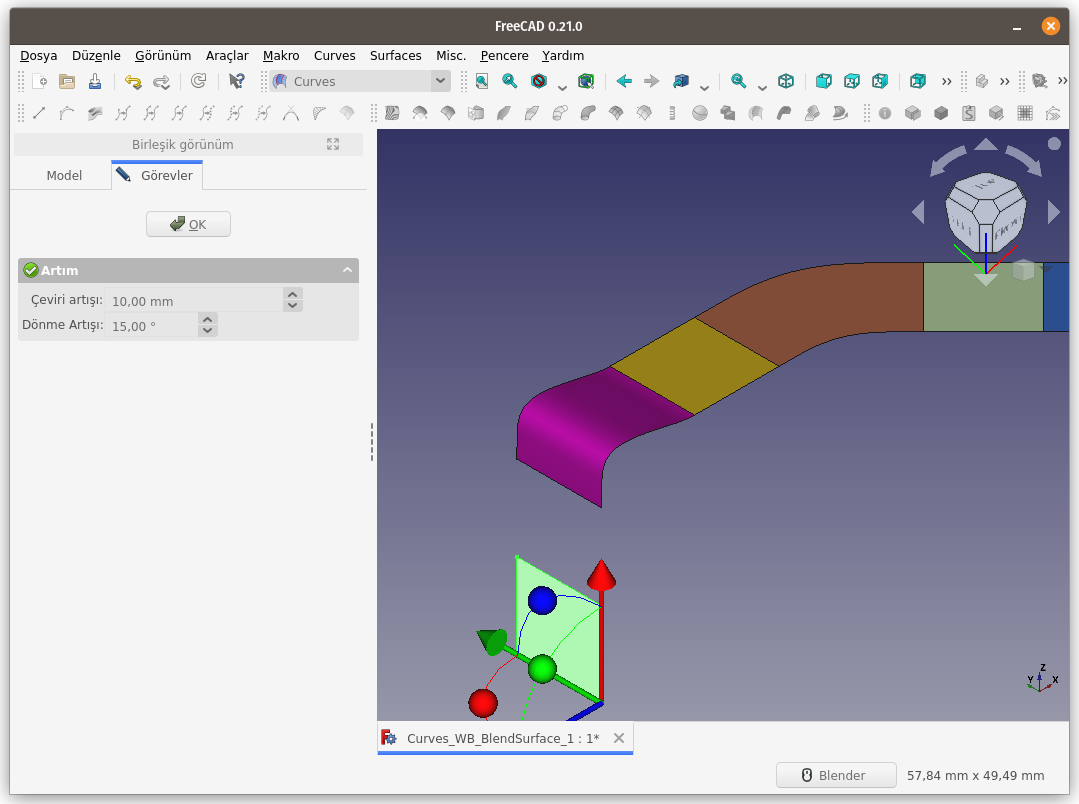 FreeCAD 0.21.0
Dosya Düzenle Görünüm Araçlar Makro Curves Surfaces Misc. Pencere Yardım
Curves
Birleşik görünüm
Model Görevler
OK
Artım
Çeviri artışı: 10,00 mm
Dönme Artışı: 15,00 °
Z
Y X
Curves_WB_BlendSurface_1 : 1*
Blender 57,84 mm x 49,49 mm